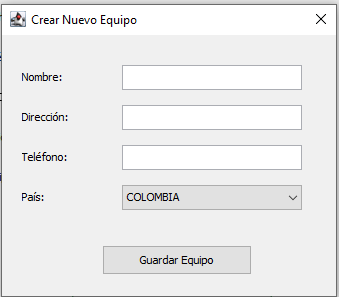 Crear Nuevo Equipo
Nombre:
Dirección:
Teléfono:
País: COLOMBIA
Guardar Equipo